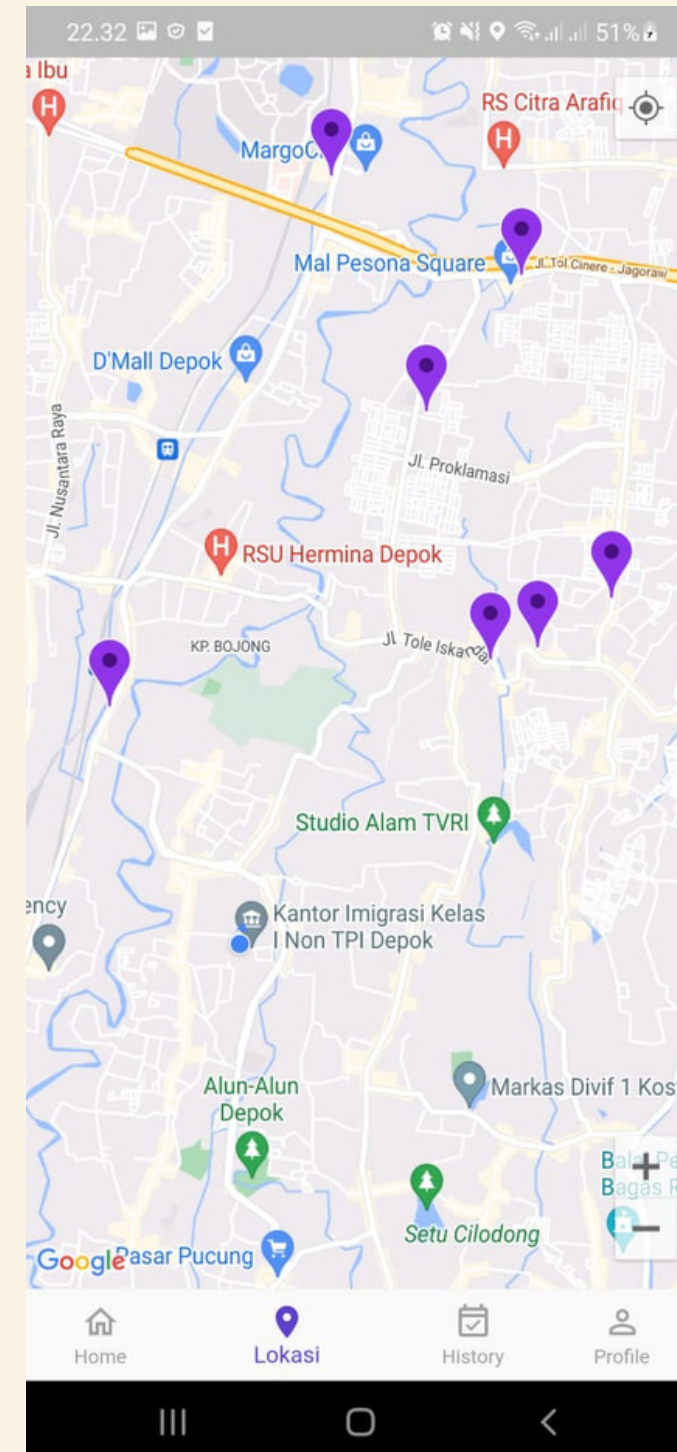 22.32
51%
a Ibu
H
RS Citra Arafiq
H
MargoC
Mal Pesona Square
Jl. Tol Cinere - Jagorawi
D'Mall Depok
Jl. Nusantara Raya
Jl. Proklamasi
H
RSU Hermina Depok
KP. BOJONG
Jl. Tole Iskandar
Studio Alam TVRI
ency
Kantor Imigrasi Kelas
I Non TPI Depok
Alun-Alun
Depok
Markas Divif 1 Kos
Setu Cilodong
Bagas R
Google
Pasar Pucung
Home
Lokasi
History
Profile